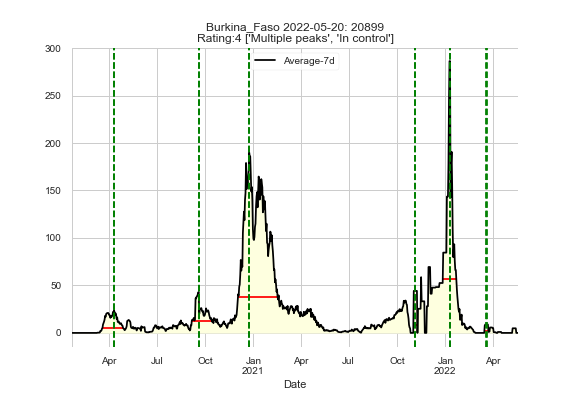 Burkina_Faso 2022-05-20: 20899
Rating:4 ['Multiple peaks', 'In control']
Average-7d
300
250
200
150
100
50
0
Apr Jul Oct Jan Apr Jul Oct Jan Apr
2021 2022
Date